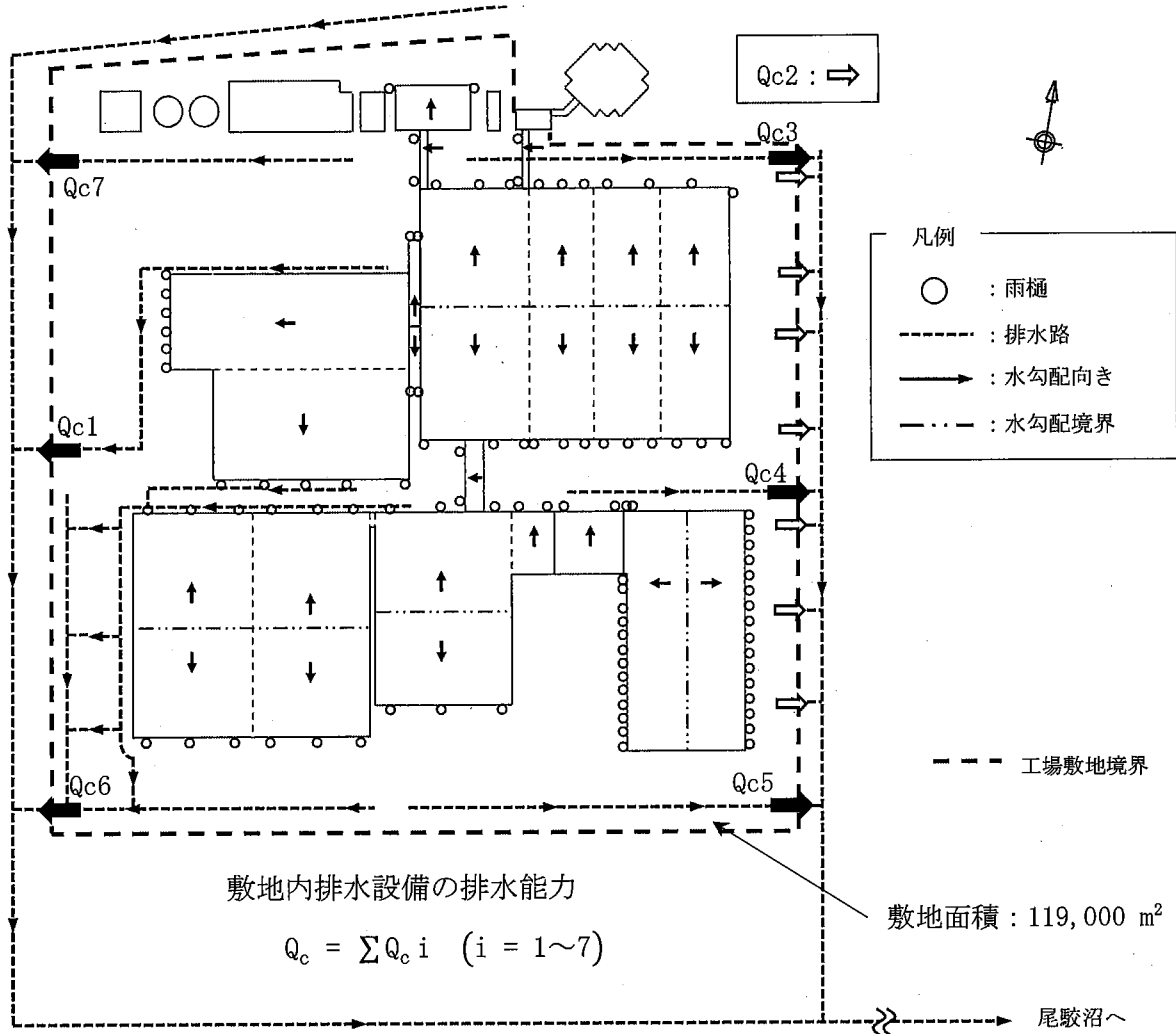 Qc2 :
Qc3
Qc7
凡例
: 雨樋
: 排水路
: 水勾配向き
: 水勾配境界
Qc1
Qc4
工場敷地境界
Qc6
Qc5
敷地内排水設備の排水能力
敷地面積 : 119,000 m²
Q_c = ∑Q_c i (i = 1〜7)
尾駮沼へ